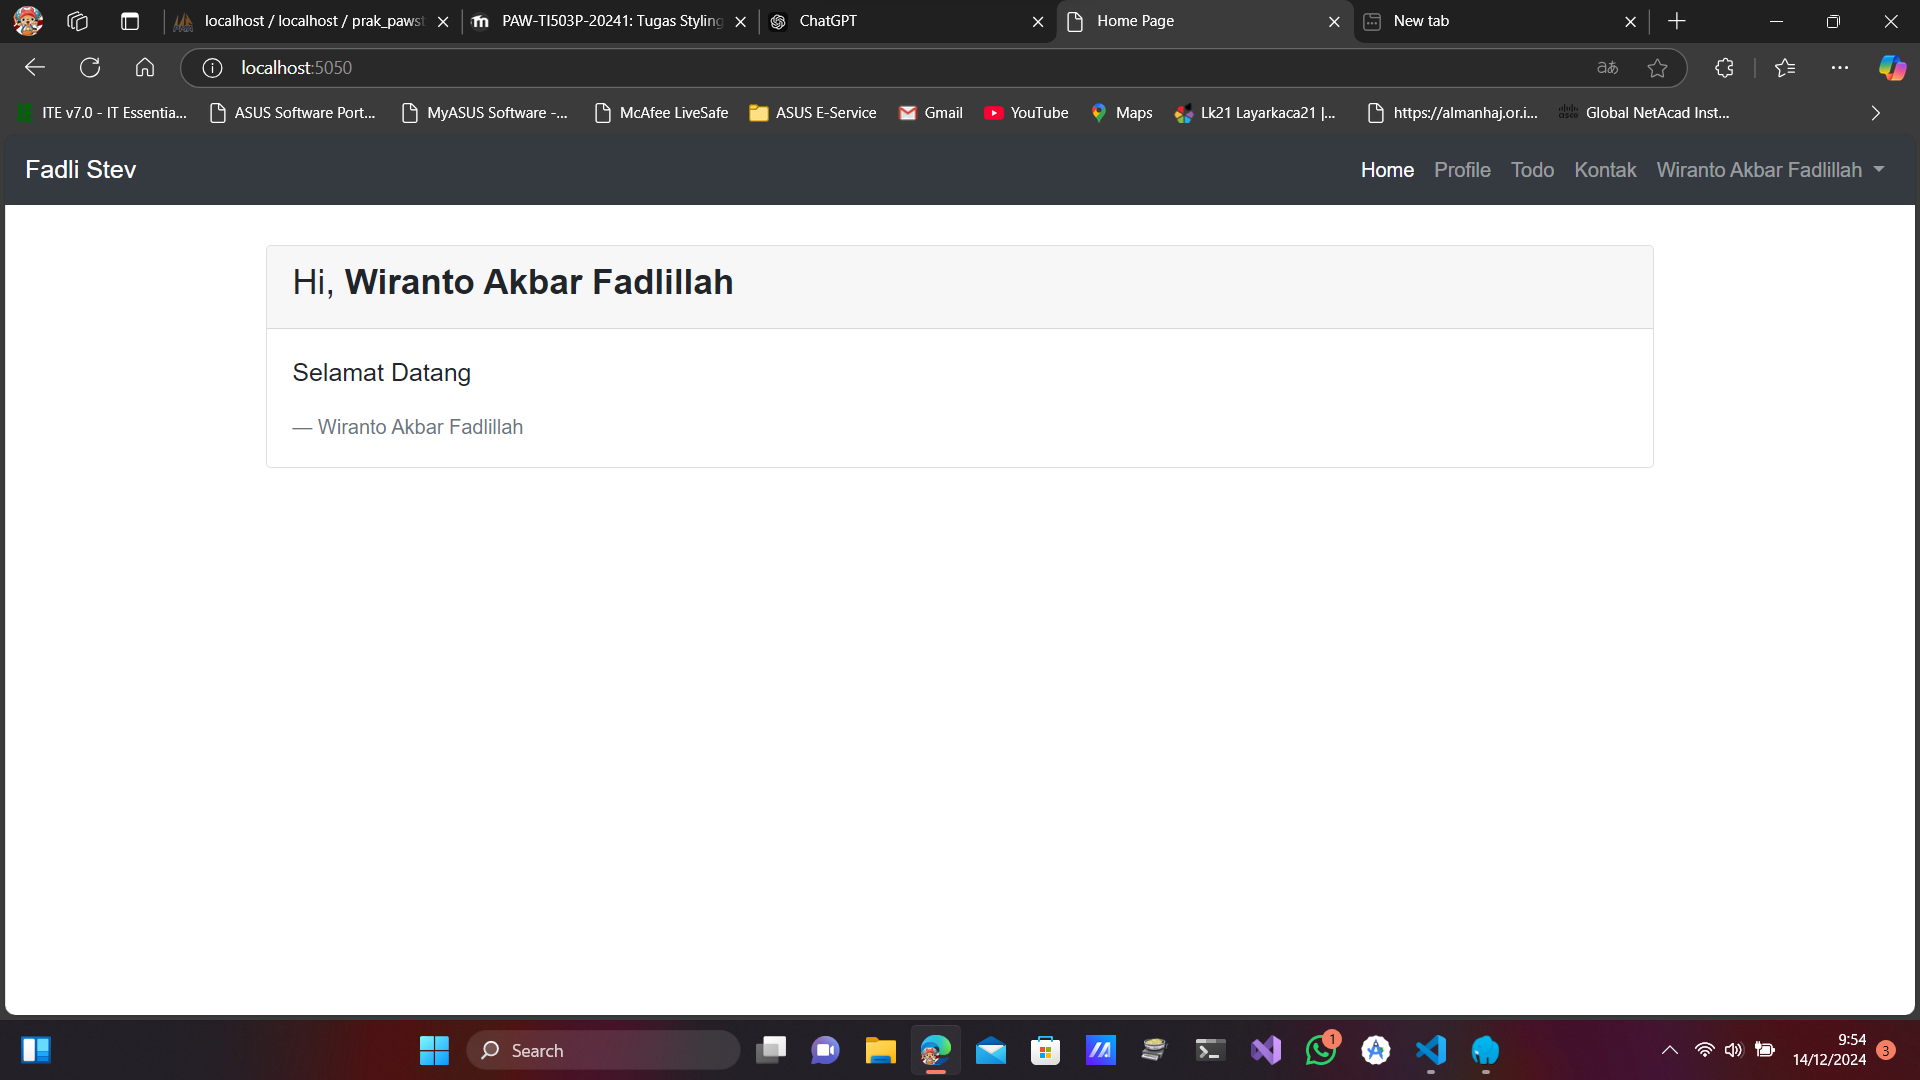 localhost / localhost / prak_pawst
PAW-TI503P-20241: Tugas Styling
ChatGPT
Home Page
New tab
localhost:5050
ITE v7.0 - IT Essentia...
ASUS Software Port...
MyASUS Software -...
McAfee LiveSafe
ASUS E-Service
Gmail
YouTube
Maps
Lk21 Layarkaca21 |...
https://almanhaj.or.i...
Global NetAcad Inst...
Fadli Stev
Home
Profile
Todo
Kontak
Wiranto Akbar Fadlillah
Hi, Wiranto Akbar Fadlillah
Selamat Datang
— Wiranto Akbar Fadlillah
Search
1
9:54
14/12/2024
3